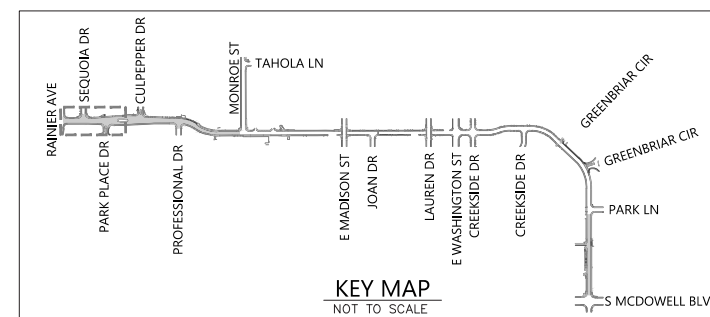 RAINIER AVE
SEQUOIA DR
PARK PLACE DR
CULPEPPER DR
PROFESSIONAL DR
MONROE ST
TAHOLA LN
E MADISON ST
JOAN DR
LAUREN DR
E WASHINGTON ST
CREEKSIDE DR
CREEKSIDE DR
GREENBRIAR CIR
GREENBRIAR CIR
PARK LN
S MCDOWELL BLV
KEY MAP
NOT TO SCALE